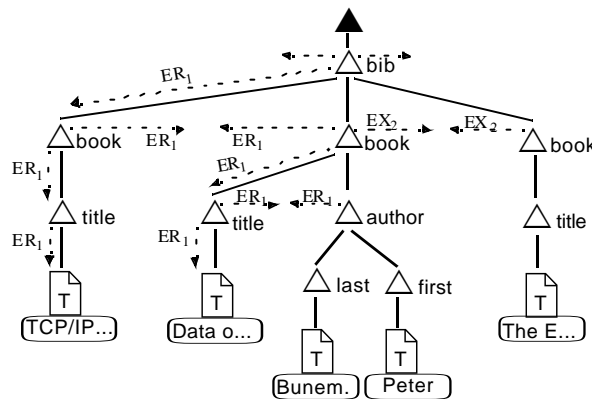 bib
ER1
book ER1 ER1 book EX2 EX2 book
ER1 ER1
title title ER1 ER1 author title
ER1 ER1
last first
T T T
TCP/IP... Data o... The E...
T T
Bunem. Peter